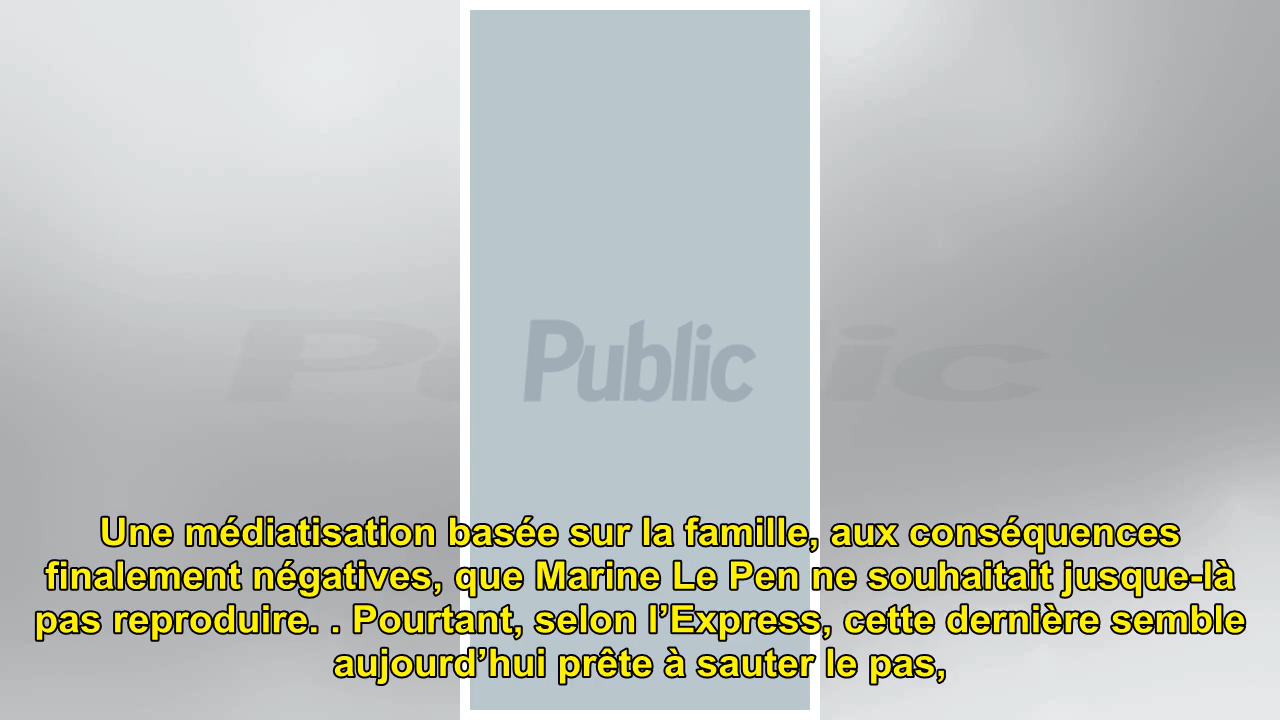 Public
Une médiatisation basée sur la famille, aux conséquences
finalement négatives, que Marine Le Pen ne souhaitait jusque-là
pas reproduire. . Pourtant, selon l’Express, cette dernière semble
aujourd’hui prête à sauter le pas,